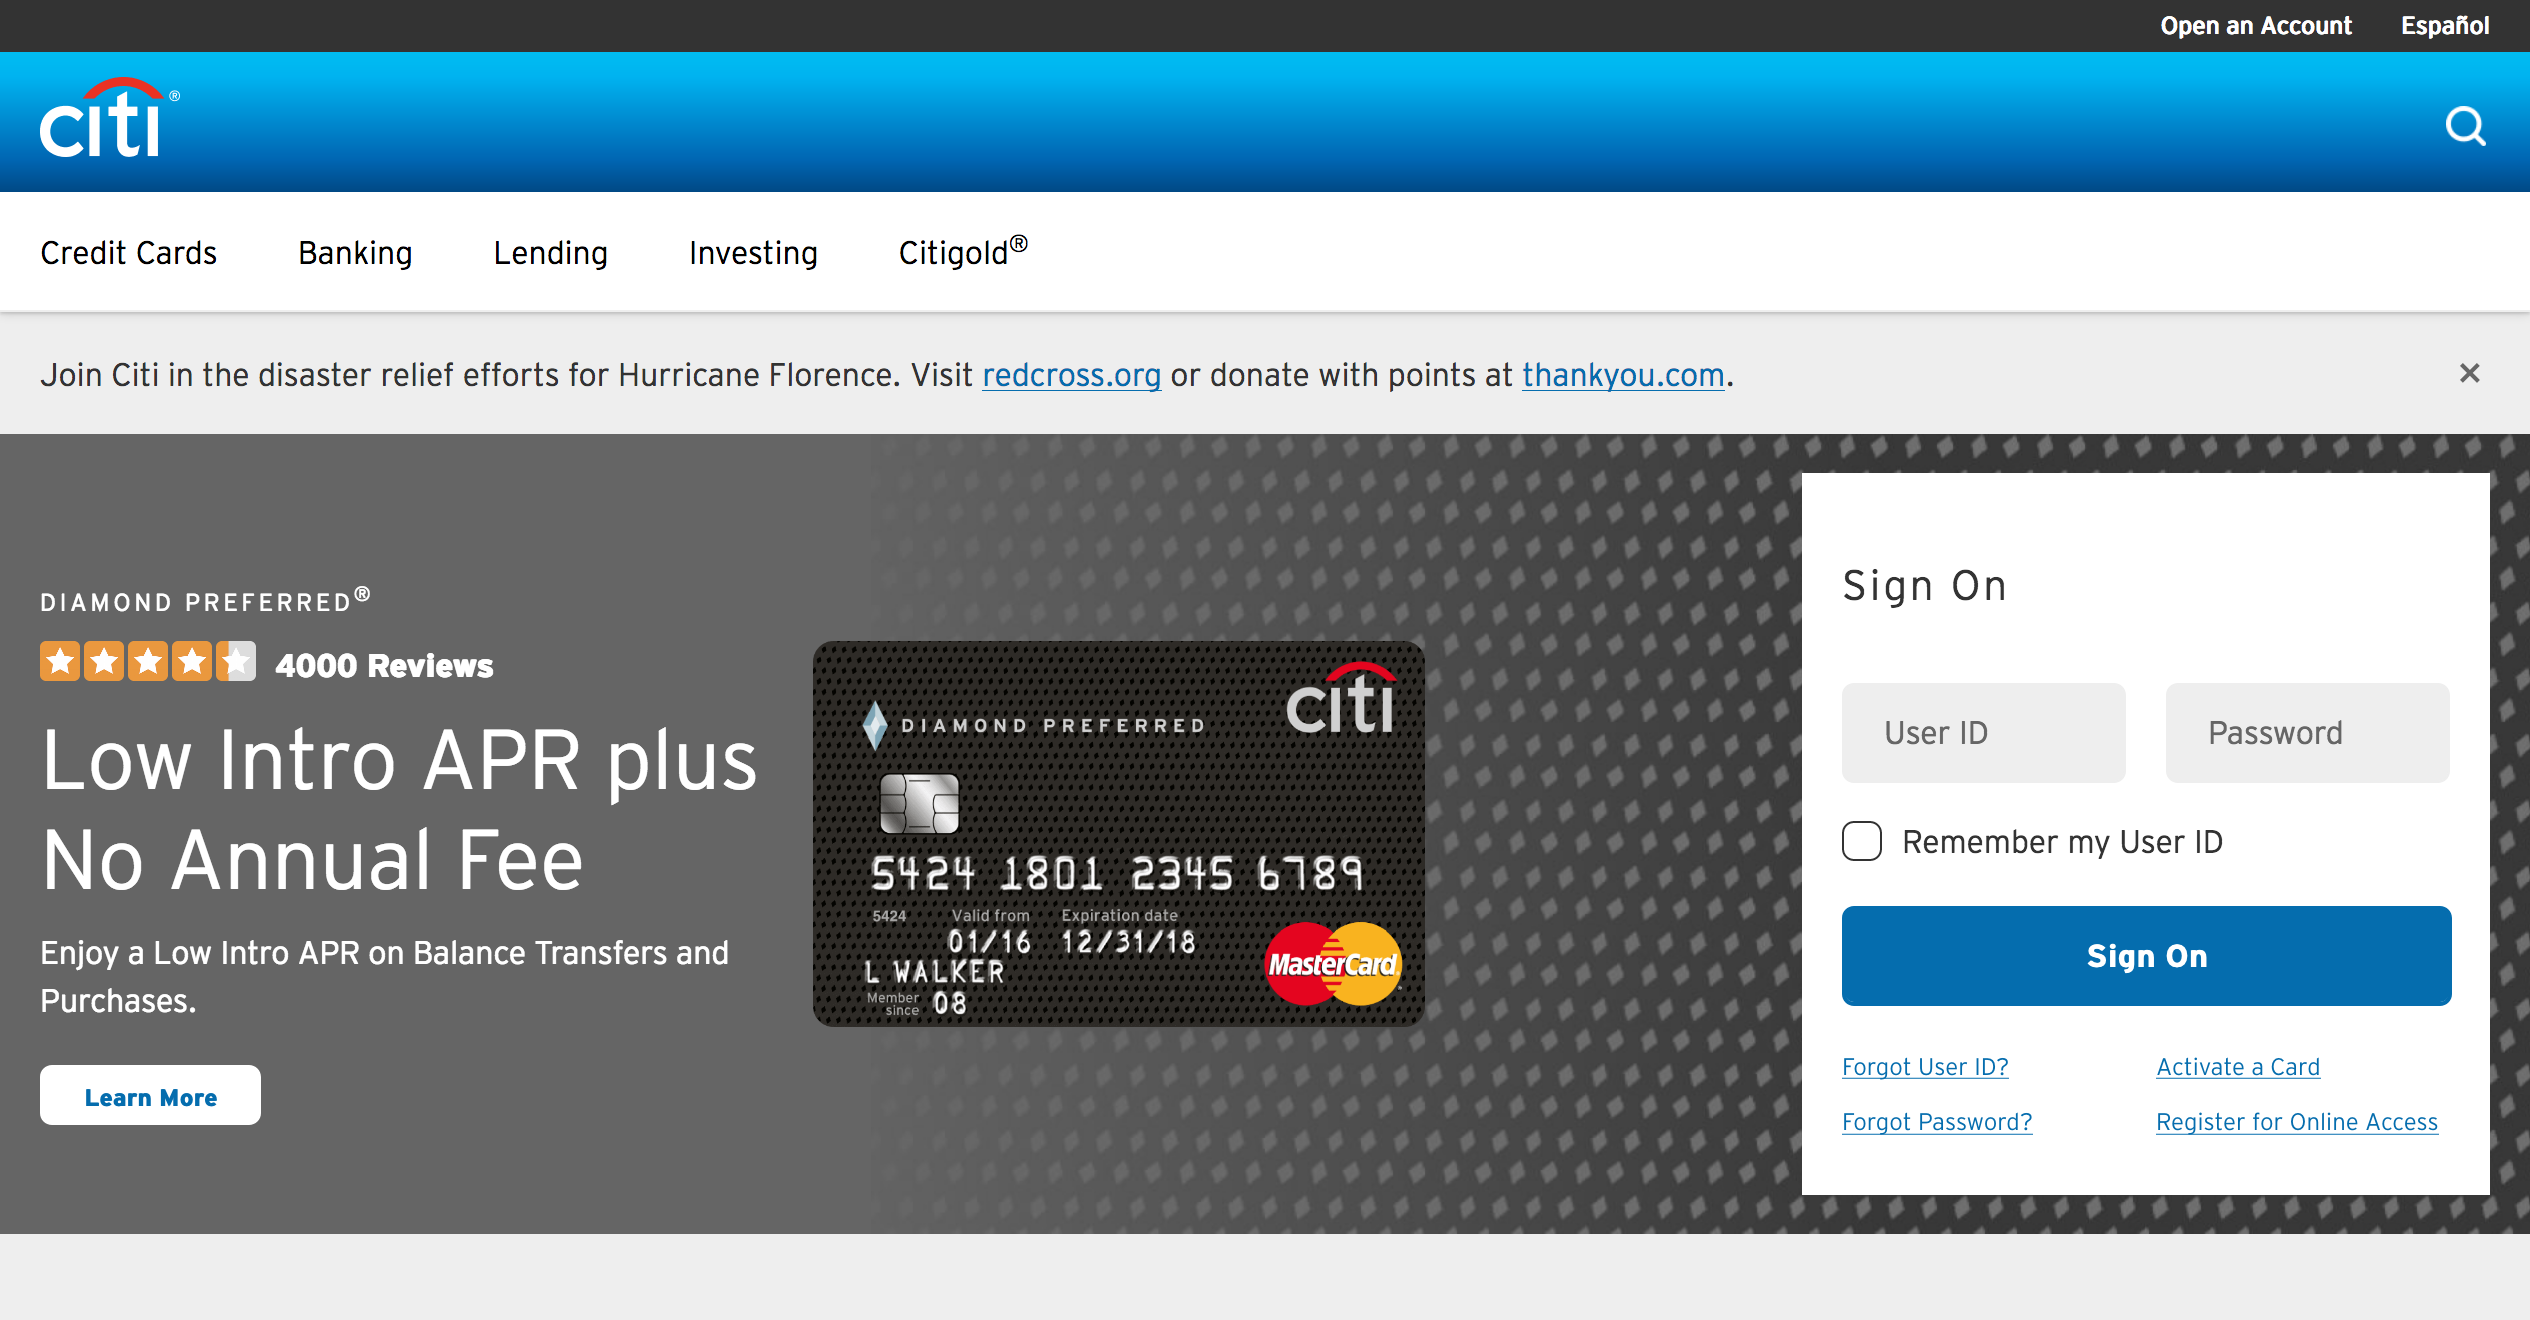 Open an Account Español
citi®
Credit Cards Banking Lending Investing Citigold®
Join Citi in the disaster relief efforts for Hurricane Florence. Visit redcross.org or donate with points at thankyou.com.
DIAMOND PREFERRED®
4000 Reviews
Low Intro APR plus
No Annual Fee
Enjoy a Low Intro APR on Balance Transfers and
Purchases.
Learn More
citi
DIAMOND PREFERRED
5424 1801 2345 6789
5424 Valid from Expiration date
01/16 12/31/18
L WALKER
MasterCard
Member
since 08
Sign On
User ID Password
Remember my User ID
Sign On
Forgot User ID? Activate a Card
Forgot Password? Register for Online Access